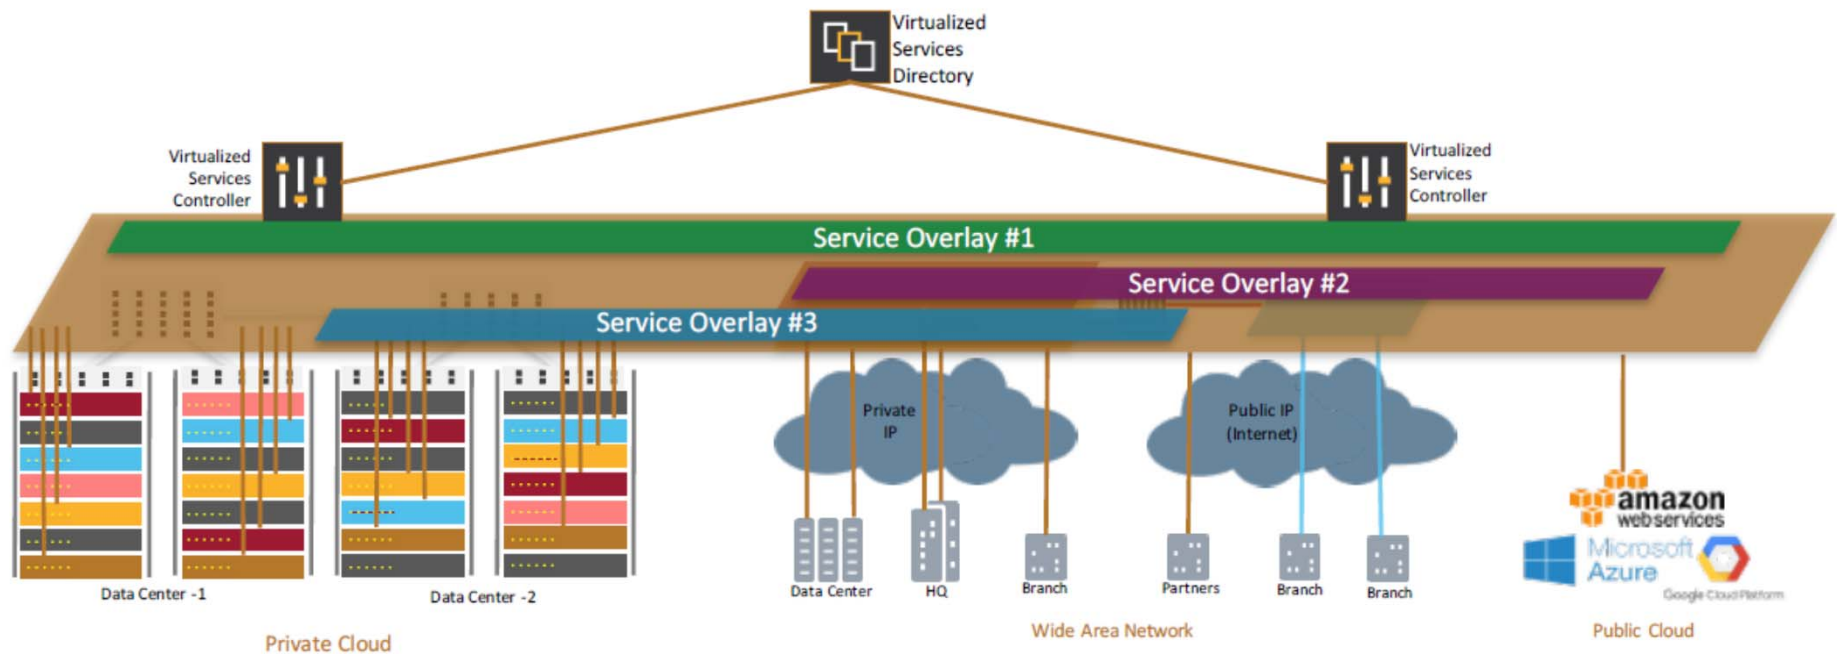 Virtualized
Services
Directory
Virtualized
Services
Controller
Virtualized
Services
Controller
Service Overlay #1
Service Overlay #2
Service Overlay #3
Private
IP
Public IP
(Internet)
amazon
webservices
Microsoft
Azure
Google Cloud Platform
Data Center -1
Data Center -2
Data Center
HQ
Branch
Partners
Branch
Branch
Private Cloud
Wide Area Network
Public Cloud